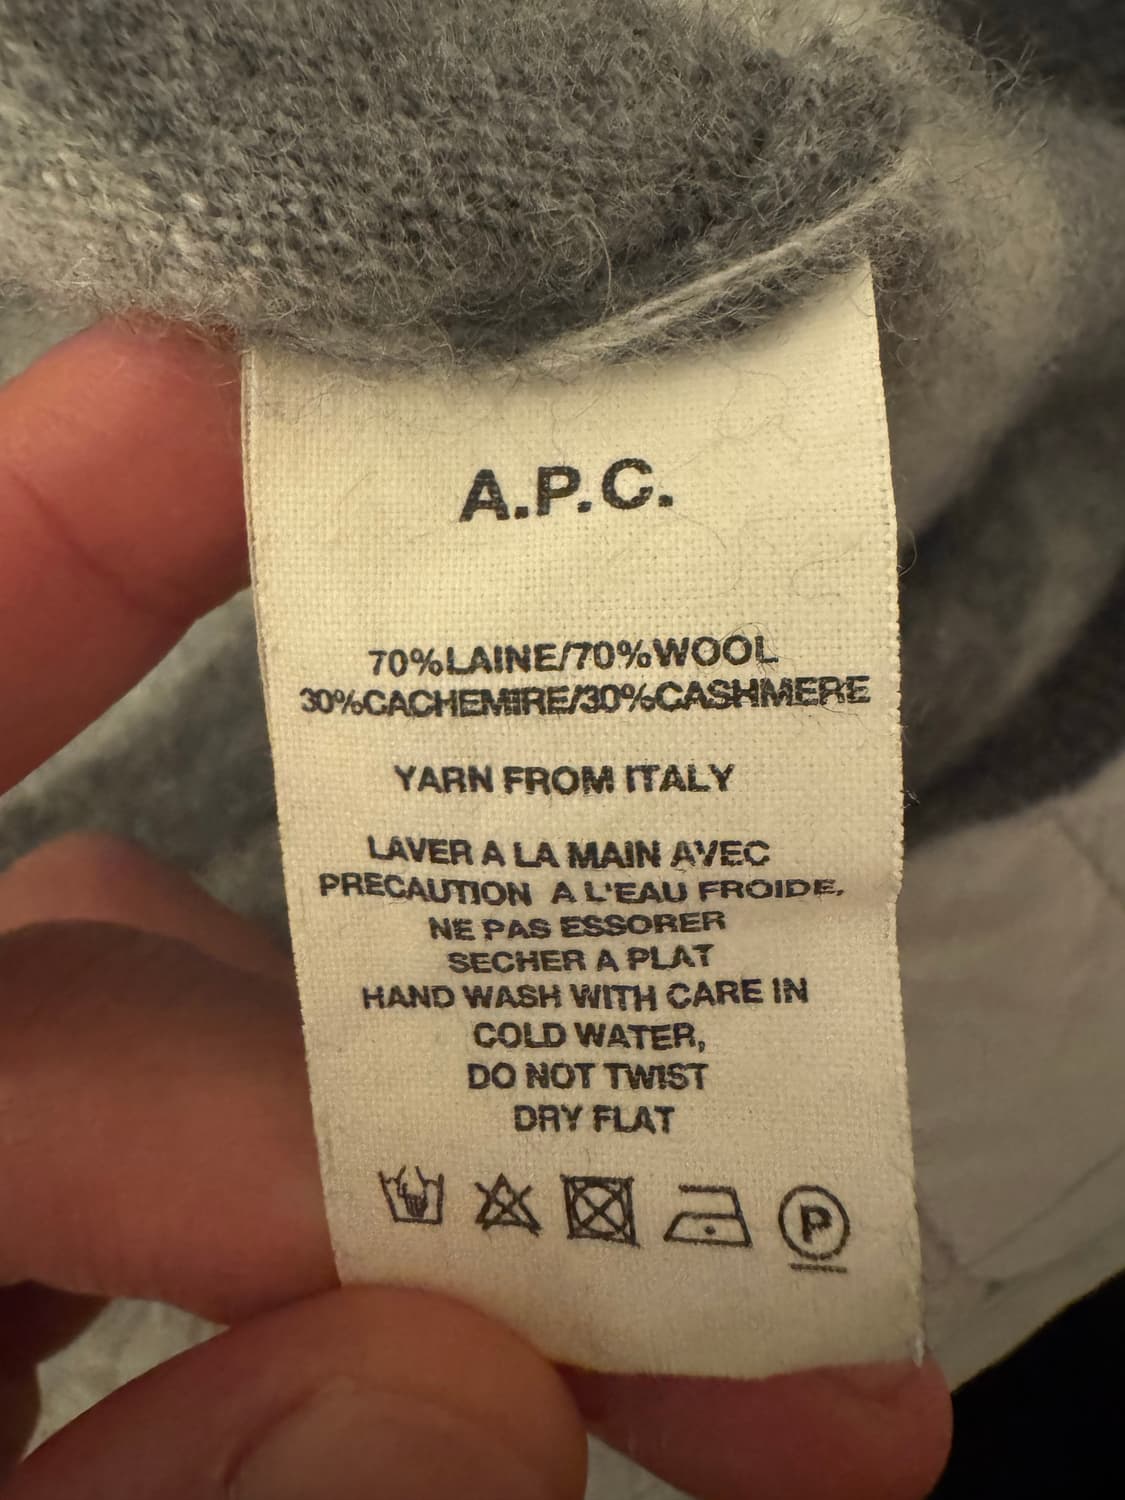 A.P.C.
70%LAINE/70%WOOL
30%CACHEMIRE/30%CASHMERE
YARN FROM ITALY
LAVER A LA MAIN AVEC
PRECAUTION A L'EAU FROIDE,
NE PAS ESSORER
SECHER A PLAT
HAND WASH WITH CARE IN
COLD WATER,
DO NOT TWIST
DRY FLAT
P